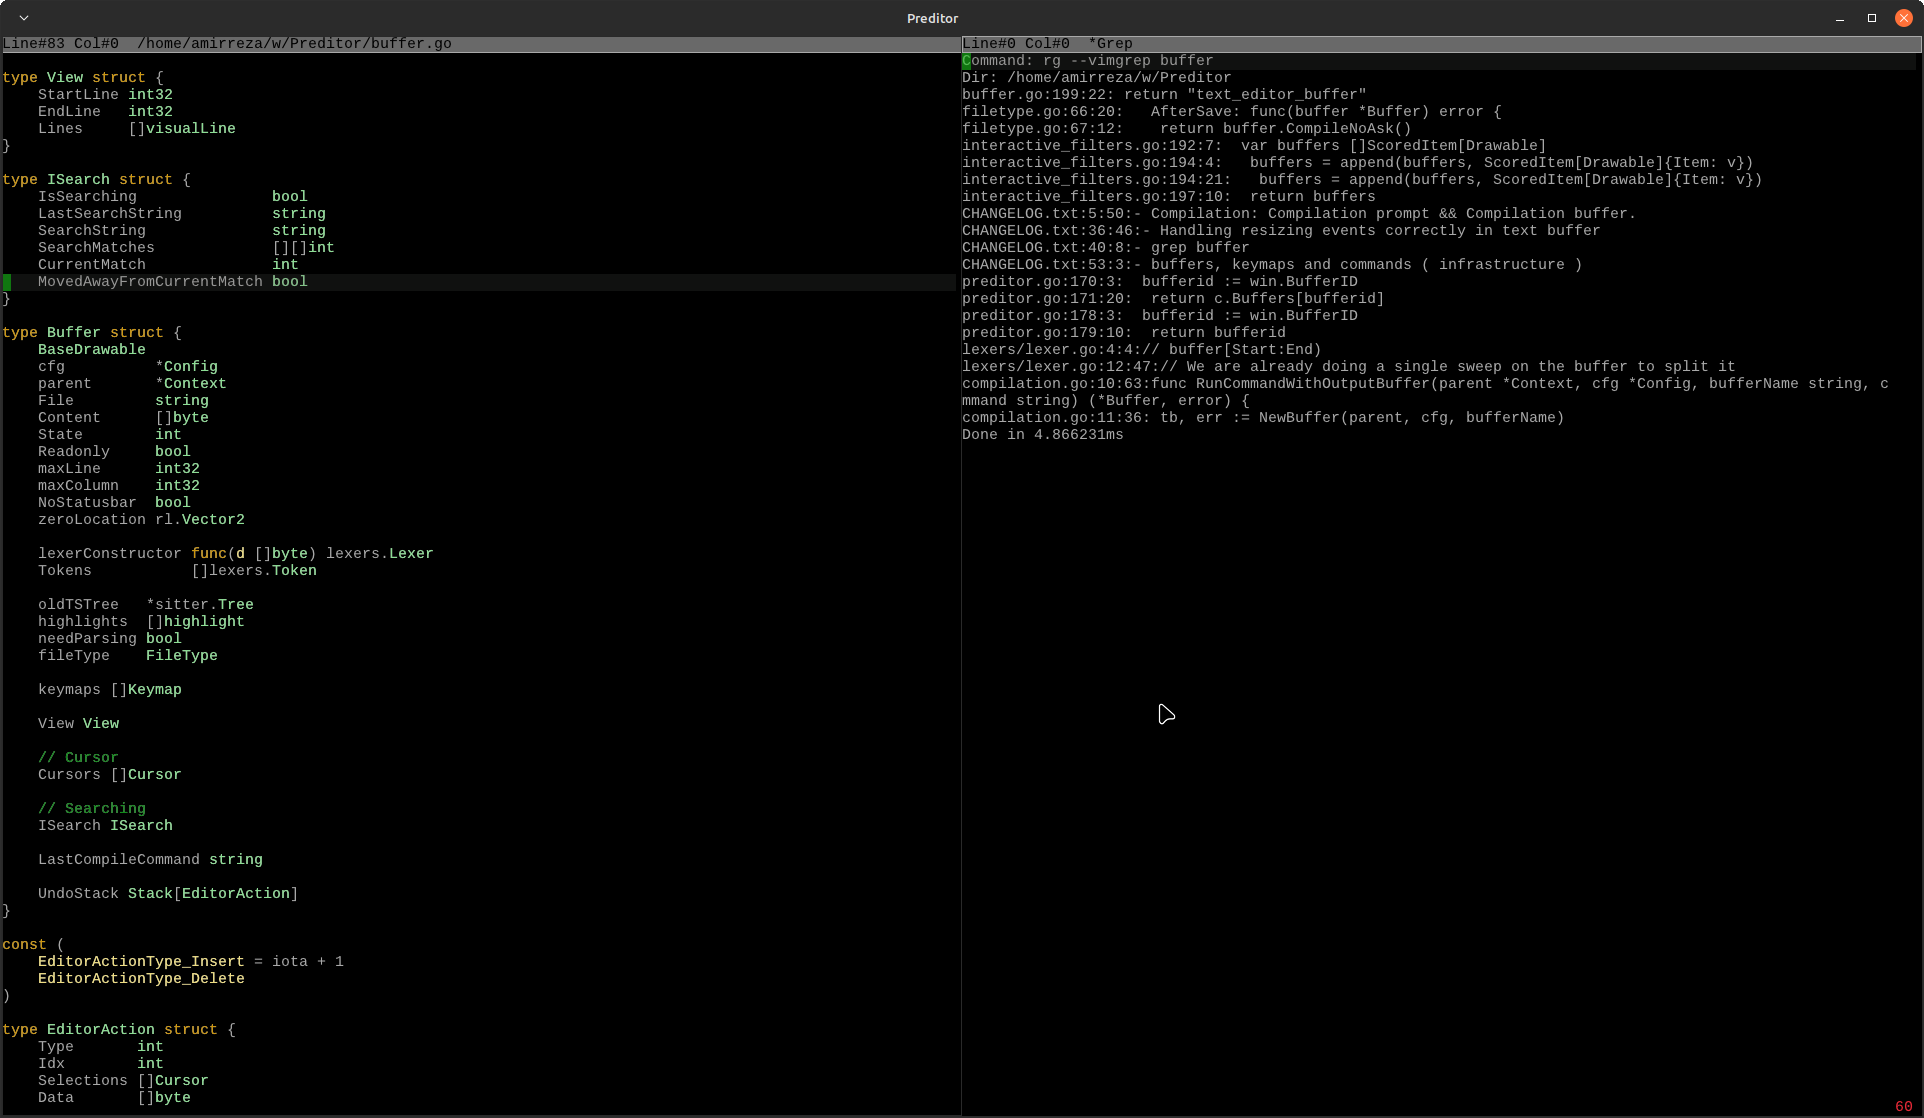 Preditor
Line#83 Col#0  /home/amirreza/w/Preditor/buffer.go
type View struct {
    StartLine int32
    EndLine   int32
    Lines     []visualLine
}
type ISearch struct {
    IsSearching               bool
    LastSearchString          string
    SearchString              string
    SearchMatches             [][]int
    CurrentMatch              int
    MovedAwayFromCurrentMatch bool
}
type Buffer struct {
    BaseDrawable
    cfg          *Config
    parent       *Context
    File         string
    Content      []byte
    State        int
    Readonly     bool
    maxLine      int32
    maxColumn    int32
    NoStatusbar  bool
    zeroLocation rl.Vector2
    lexerConstructor func(d []byte) lexers.Lexer
    Tokens           []lexers.Token
    oldTSTree   *sitter.Tree
    highlights  []highlight
    needParsing bool
    fileType    FileType
    keymaps []Keymap
    View View
    // Cursor
    Cursors []Cursor
    // Searching
    ISearch ISearch
    LastCompileCommand string
    UndoStack Stack[EditorAction]
}
const (
    EditorActionType_Insert = iota + 1
    EditorActionType_Delete
)
type EditorAction struct {
    Type       int
    Idx        int
    Selections []Cursor
    Data       []byte
Line#0 Col#0  *Grep
Command: rg --vimgrep buffer
Dir: /home/amirreza/w/Preditor
buffer.go:199:22: return "text_editor_buffer"
filetype.go:66:20:   AfterSave: func(buffer *Buffer) error {
filetype.go:67:12:    return buffer.CompileNoAsk()
interactive_filters.go:192:7:  var buffers []ScoredItem[Drawable]
interactive_filters.go:194:4:   buffers = append(buffers, ScoredItem[Drawable]{Item: v})
interactive_filters.go:194:21:   buffers = append(buffers, ScoredItem[Drawable]{Item: v})
interactive_filters.go:197:10:  return buffers
CHANGELOG.txt:5:50:- Compilation: Compilation prompt && Compilation buffer.
CHANGELOG.txt:36:46:- Handling resizing events correctly in text buffer
CHANGELOG.txt:40:8:- grep buffer
CHANGELOG.txt:53:3:- buffers, keymaps and commands ( infrastructure )
preditor.go:170:3:  bufferid := win.BufferID
preditor.go:171:20:  return c.Buffers[bufferid]
preditor.go:178:3:  bufferid := win.BufferID
preditor.go:179:10:  return bufferid
lexers/lexer.go:4:4:// buffer[Start:End)
lexers/lexer.go:12:47:// We are already doing a single sweep on the buffer to split it
compilation.go:10:63:func RunCommandWithOutputBuffer(parent *Context, cfg *Config, bufferName string, c
mmand string) (*Buffer, error) {
compilation.go:11:36: tb, err := NewBuffer(parent, cfg, bufferName)
Done in 4.866231ms
60